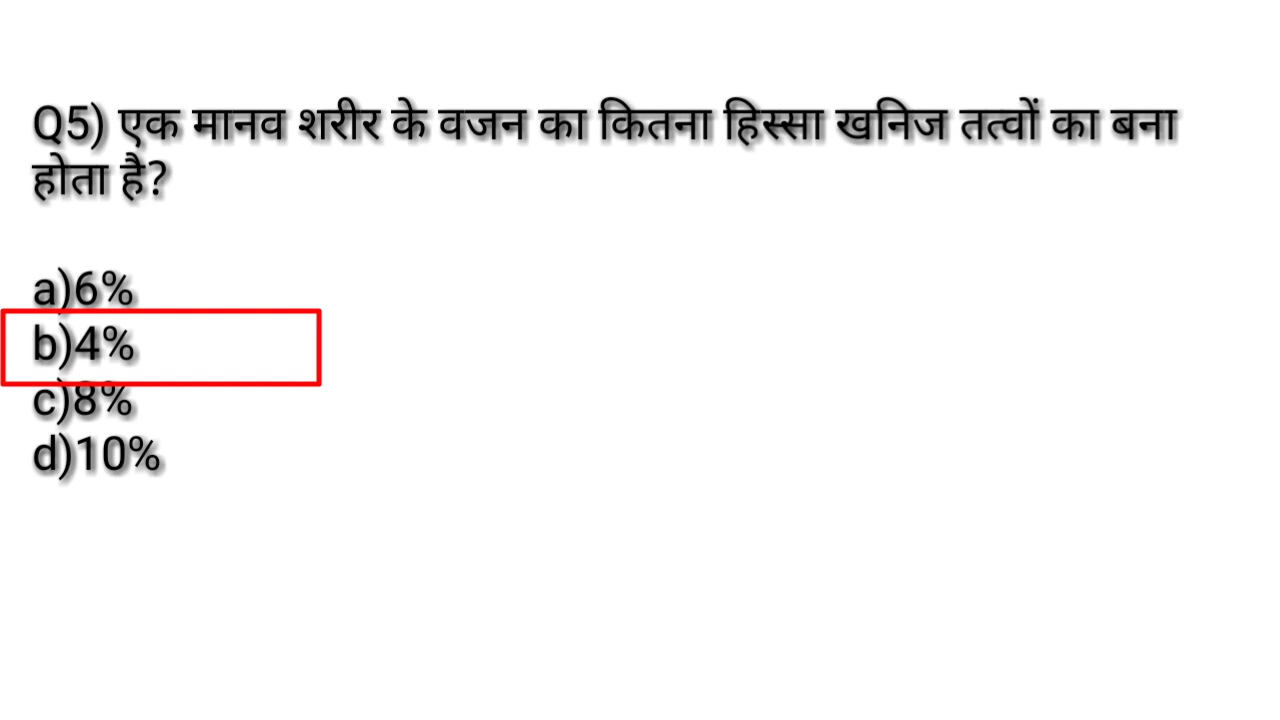 Q5) एक मानव शरीर के वजन का कितना हिस्सा खनिज तत्वों का बना
होता है?
a)6%
b)4%
c)8%
d)10%